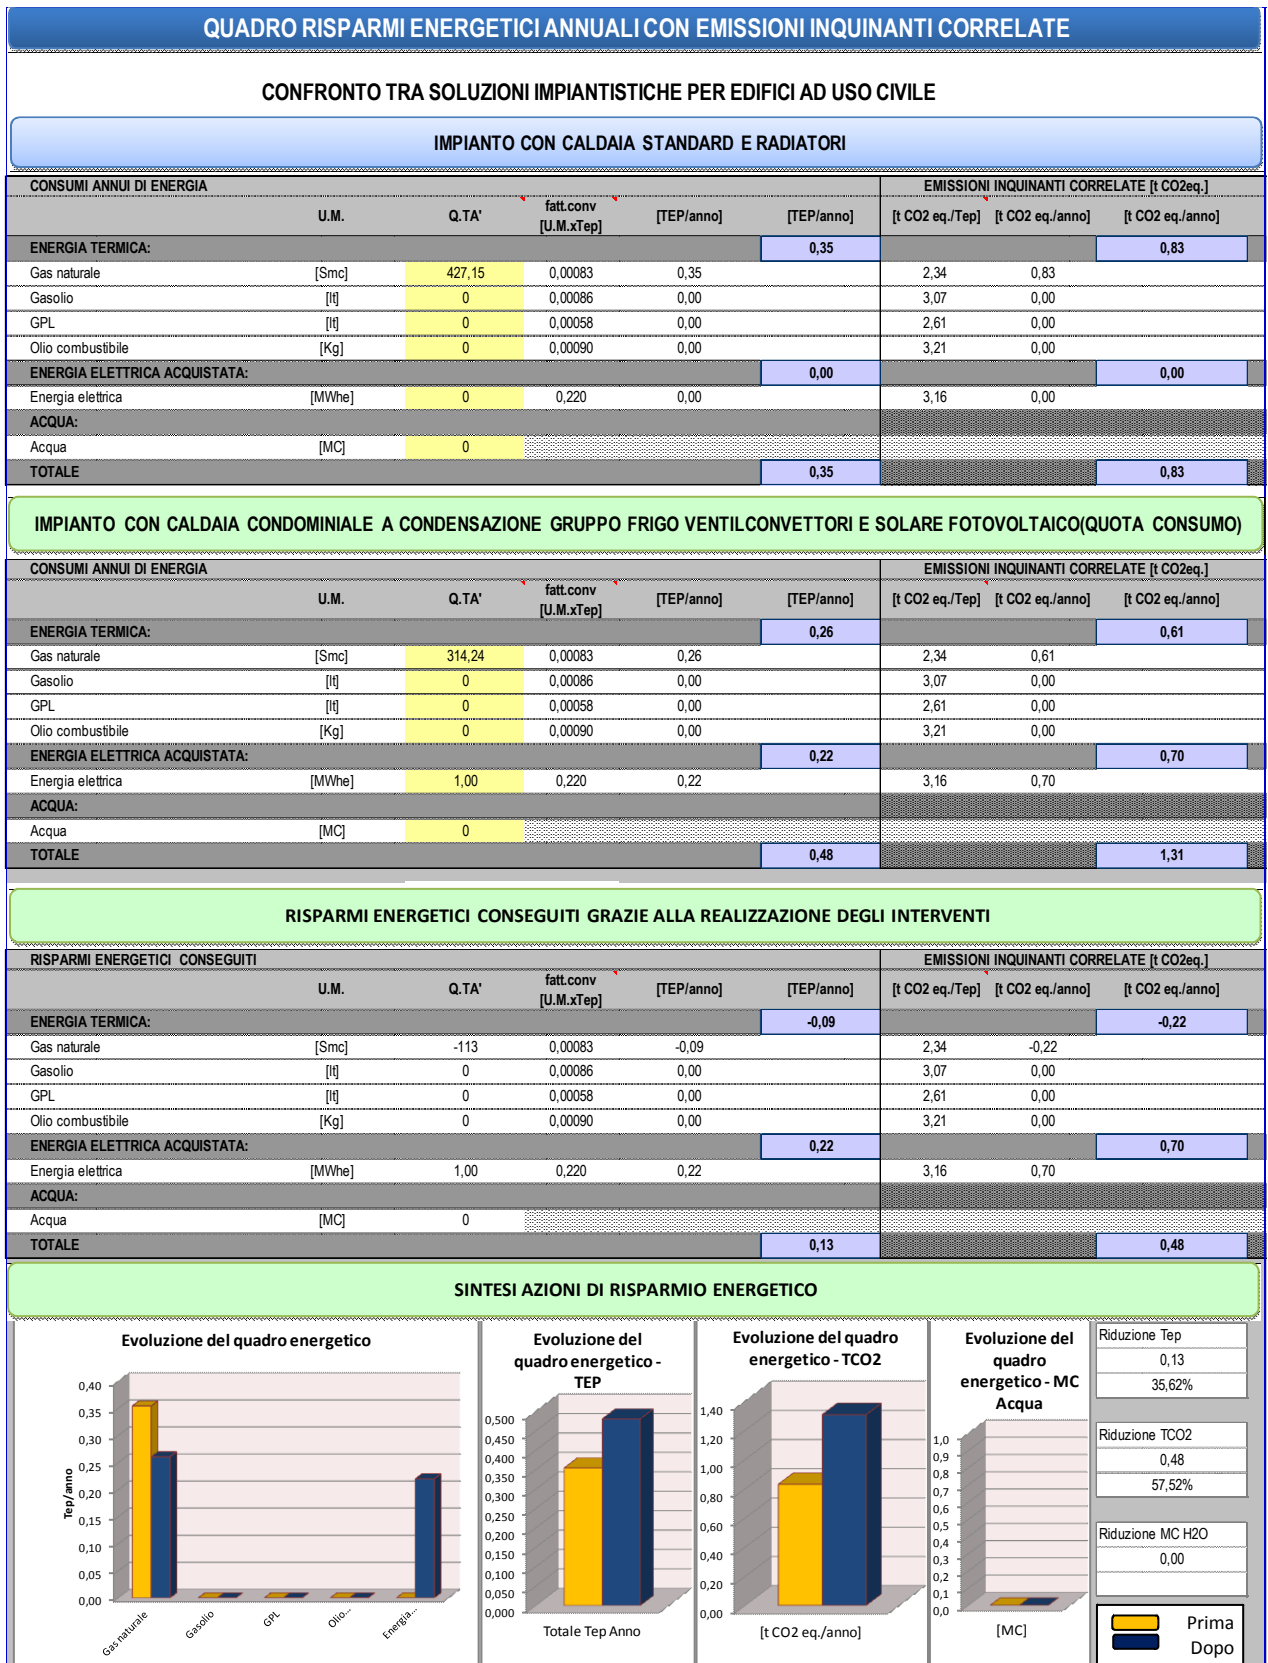 QUADRO RISPARMI ENERGETICI ANNUALI CON EMISSIONI INQUINANTI CORRELATE
CONFRONTO TRA SOLUZIONI IMPIANTISTICHE PER EDIFICI AD USO CIVILE
IMPIANTO CON CALDAIA STANDARD E RADIATORI
CONSUMI ANNUI DI ENERGIA EMISSIONI INQUINANTI CORRELATE [t CO2eq.]
U.M. Q.TA' fatt.conv [U.M.xTep] [TEP/anno] [TEP/anno] [t CO2 eq./Tep] [t CO2 eq./anno] [t CO2 eq./anno]
ENERGIA TERMICA: 0,35 0,83
Gas naturale [Smc] 427,15 0,00083 0,35 2,34 0,83
Gasolio [lt] 0 0,00086 0,00 3,07 0,00
GPL [lt] 0 0,00058 0,00 2,61 0,00
Olio combustibile [Kg] 0 0,00090 0,00 3,21 0,00
ENERGIA ELETTRICA ACQUISTATA: 0,00 0,00
Energia elettrica [MWhe] 0 0,220 0,00 3,16 0,00
ACQUA:
Acqua [MC] 0
TOTALE 0,35 0,83
IMPIANTO CON CALDAIA CONDOMINIALE A CONDENSAZIONE GRUPPO FRIGO VENTILCONVETTORI E SOLARE FOTOVOLTAICO(QUOTA CONSUMO)
CONSUMI ANNUI DI ENERGIA EMISSIONI INQUINANTI CORRELATE [t CO2eq.]
U.M. Q.TA' fatt.conv [U.M.xTep] [TEP/anno] [TEP/anno] [t CO2 eq./Tep] [t CO2 eq./anno] [t CO2 eq./anno]
ENERGIA TERMICA: 0,26 0,61
Gas naturale [Smc] 314,24 0,00083 0,26 2,34 0,61
Gasolio [lt] 0 0,00086 0,00 3,07 0,00
GPL [lt] 0 0,00058 0,00 2,61 0,00
Olio combustibile [Kg] 0 0,00090 0,00 3,21 0,00
ENERGIA ELETTRICA ACQUISTATA: 0,22 0,70
Energia elettrica [MWhe] 1,00 0,220 0,22 3,16 0,70
ACQUA:
Acqua [MC] 0
TOTALE 0,48 1,31
RISPARMI ENERGETICI CONSEGUITI GRAZIE ALLA REALIZZAZIONE DEGLI INTERVENTI
RISPARMI ENERGETICI CONSEGUITI EMISSIONI INQUINANTI CORRELATE [t CO2eq.]
U.M. Q.TA' fatt.conv [U.M.xTep] [TEP/anno] [TEP/anno] [t CO2 eq./Tep] [t CO2 eq./anno] [t CO2 eq./anno]
ENERGIA TERMICA: -0,09 -0,22
Gas naturale [Smc] -113 0,00083 -0,09 2,34 -0,22
Gasolio [lt] 0 0,00086 0,00 3,07 0,00
GPL [lt] 0 0,00058 0,00 2,61 0,00
Olio combustibile [Kg] 0 0,00090 0,00 3,21 0,00
ENERGIA ELETTRICA ACQUISTATA: 0,22 0,70
Energia elettrica [MWhe] 1,00 0,220 0,22 3,16 0,70
ACQUA:
Acqua [MC] 0
TOTALE 0,13 0,48
SINTESI AZIONI DI RISPARMIO ENERGETICO
Evoluzione del quadro energetico
Tep/anno
0,40
0,35
0,30
0,25
0,20
0,15
0,10
0,05
0,00
Gas naturale
Gasolio
GPL
Olio...
Energia...
Evoluzione del
quadro energetico -
TEP
0,500
0,450
0,400
0,350
0,300
0,250
0,200
0,150
0,100
0,050
0,000
Totale Tep Anno
Evoluzione del quadro
energetico - TCO2
1,40
1,20
1,00
0,80
0,60
0,40
0,20
0,00
[t CO2 eq./anno]
Evoluzione del
quadro
energetico - MC
Acqua
1,0
0,9
0,8
0,7
0,6
0,5
0,4
0,3
0,2
0,1
0,0
[MC]
Riduzione Tep
0,13
35,62%
Riduzione TCO2
0,48
57,52%
Riduzione MC H2O
0,00
Prima
Dopo